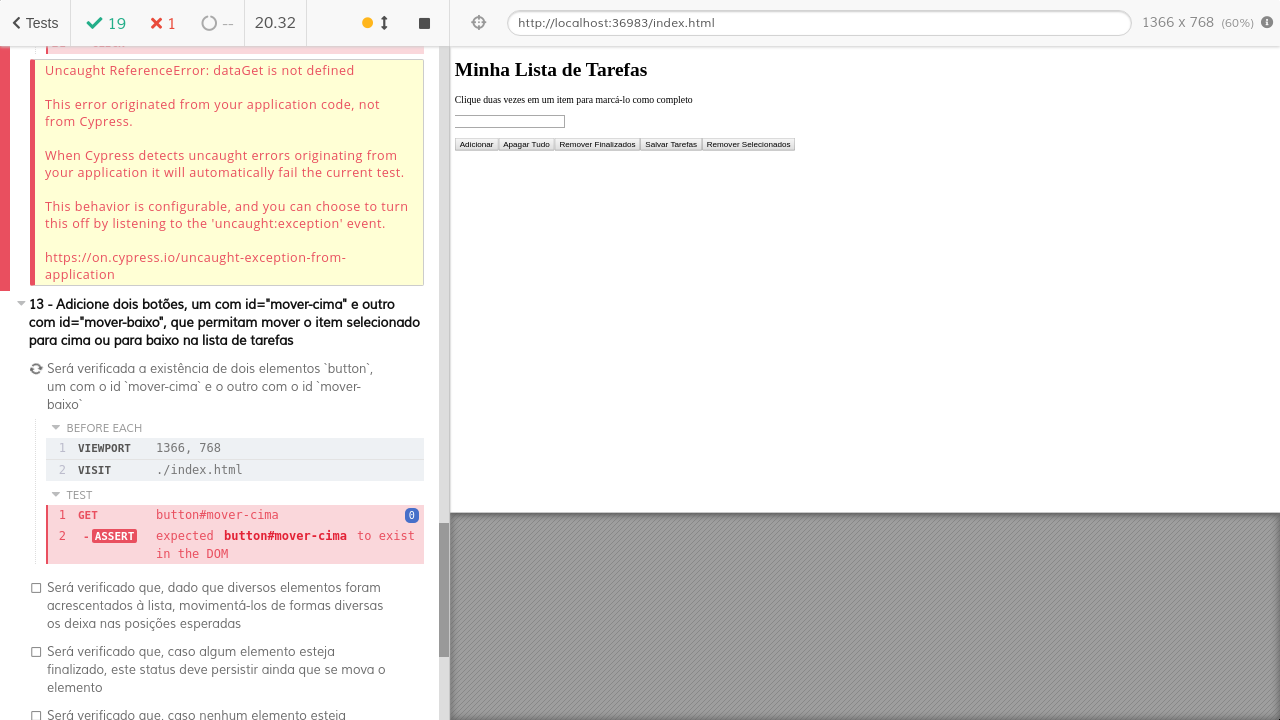 Tests
19
1
--
20.32
http://localhost:36983/index.html
1366 x 768 (60%)
Uncaught ReferenceError: dataGet is not defined
This error originated from your application code, not
from Cypress.
When Cypress detects uncaught errors originating from
your application it will automatically fail the current test.
This behavior is configurable, and you can choose to turn
this off by listening to the 'uncaught:exception' event.
https://on.cypress.io/uncaught-exception-from-
application
13 - Adicione dois botões, um com id="mover-cima" e outro
com id="mover-baixo", que permitam mover o item selecionado
para cima ou para baixo na lista de tarefas
Será verificada a existência de dois elementos `button`,
um com o id `mover-cima` e o outro com o id `mover-
baixo`
BEFORE EACH
1 VIEWPORT 1366, 768
2 VISIT ./index.html
TEST
1 GET button#mover-cima 0
2 -ASSERT expected button#mover-cima to exist
in the DOM
Será verificado que, dado que diversos elementos foram
acrescentados à lista, movimentá-los de formas diversas
os deixa nas posições esperadas
Será verificado que, caso algum elemento esteja
finalizado, este status deve persistir ainda que se mova o
elemento
Será verificado que, caso nenhum elemento esteja
Minha Lista de Tarefas
Clique duas vezes em um item para marcá-lo como completo
Adicionar Apagar Tudo Remover Finalizados Salvar Tarefas Remover Selecionados